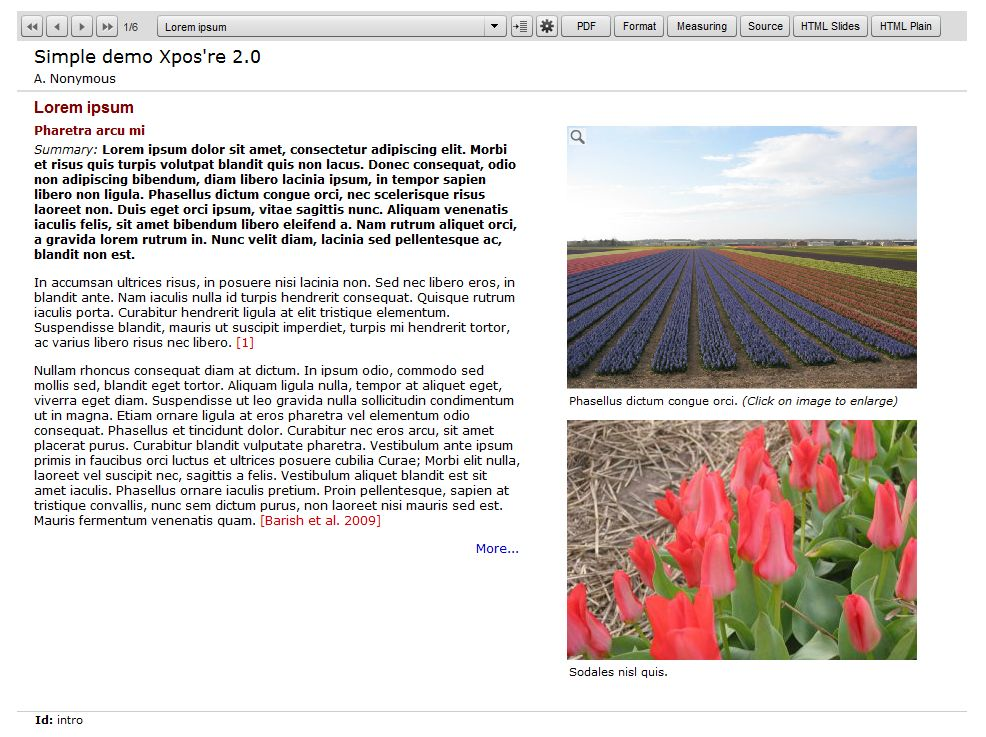 1/6 Lorem ipsum PDF Format Measuring Source HTML Slides HTML Plain
Simple demo Xpos're 2.0
A. Nonymous
Lorem ipsum
Pharetra arcu mi
Summary: Lorem ipsum dolor sit amet, consectetur adipiscing elit. Morbi
et risus quis turpis volutpat blandit quis non lacus. Donec consequat, odio
non adipiscing bibendum, diam libero lacinia ipsum, in tempor sapien
libero non ligula. Phasellus dictum congue orci, nec scelerisque risus
laoreet non. Duis eget orci ipsum, vitae sagittis nunc. Aliquam venenatis
iaculis felis, sit amet bibendum libero eleifend a. Nam rutrum aliquet orci,
a gravida lorem rutrum in. Nunc velit diam, lacinia sed pellentesque ac,
blandit non est.
In accumsan ultrices risus, in posuere nisi lacinia non. Sed nec libero eros, in
blandit ante. Nam iaculis nulla id turpis hendrerit consequat. Quisque rutrum
iaculis porta. Curabitur hendrerit ligula at elit tristique elementum.
Suspendisse blandit, mauris ut suscipit imperdiet, turpis mi hendrerit tortor,
ac varius libero risus nec libero. [1]
Nullam rhoncus consequat diam at dictum. In ipsum odio, commodo sed
mollis sed, blandit eget tortor. Aliquam ligula nulla, tempor at aliquet eget,
viverra eget diam. Suspendisse ut leo gravida nulla sollicitudin condimentum
ut in magna. Etiam ornare ligula at eros pharetra vel elementum odio
consequat. Phasellus et tincidunt dolor. Curabitur nec eros arcu, sit amet
placerat purus. Curabitur blandit vulputate pharetra. Vestibulum ante ipsum
primis in faucibus orci luctus et ultrices posuere cubilia Curae; Morbi elit nulla,
laoreet vel suscipit nec, sagittis a felis. Vestibulum aliquet blandit est sit
amet iaculis. Phasellus ornare iaculis pretium. Proin pellentesque, sapien at
tristique convallis, nunc sem dictum purus, non laoreet nisi mauris sed est.
Mauris fermentum venenatis quam. [Barish et al. 2009]
More...
Phasellus dictum congue orci. (Click on image to enlarge)
Sodales nisl quis.
Id: intro